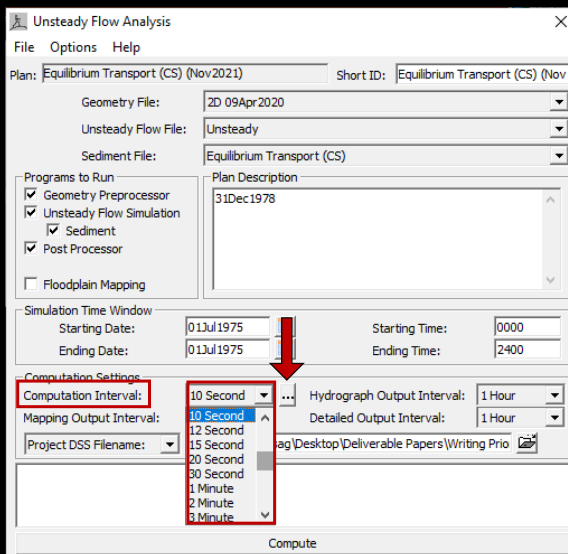 Unsteady Flow Analysis
File Options Help
Plan: Equilibrium Transport (CS) (Nov2021) Short ID: Equilibrium Transport (CS) (Nov
Geometry File: 2D 09Apr2020
Unsteady Flow File: Unsteady
Sediment File: Equilibrium Transport (CS)
Programs to Run Plan Description
Geometry Preprocessor 31Dec1978
Unsteady Flow Simulation
Sediment
Post Processor
Floodplain Mapping
Simulation Time Window
Starting Date: 01Jul1975 Starting Time: 0000
Ending Date: 01Jul1975 Ending Time: 2400
Computation Settings
Computation Interval: 10 Second ... Hydrograph Output Interval: 1 Hour
Mapping Output Interval: 10 Second Detailed Output Interval: 1 Hour
12 Second
Project DSS Filename: 15 Second sag\Desktop\Deliverable Papers\Writing Prio
20 Second
30 Second
1 Minute
2 Minute
3 Minute
Compute